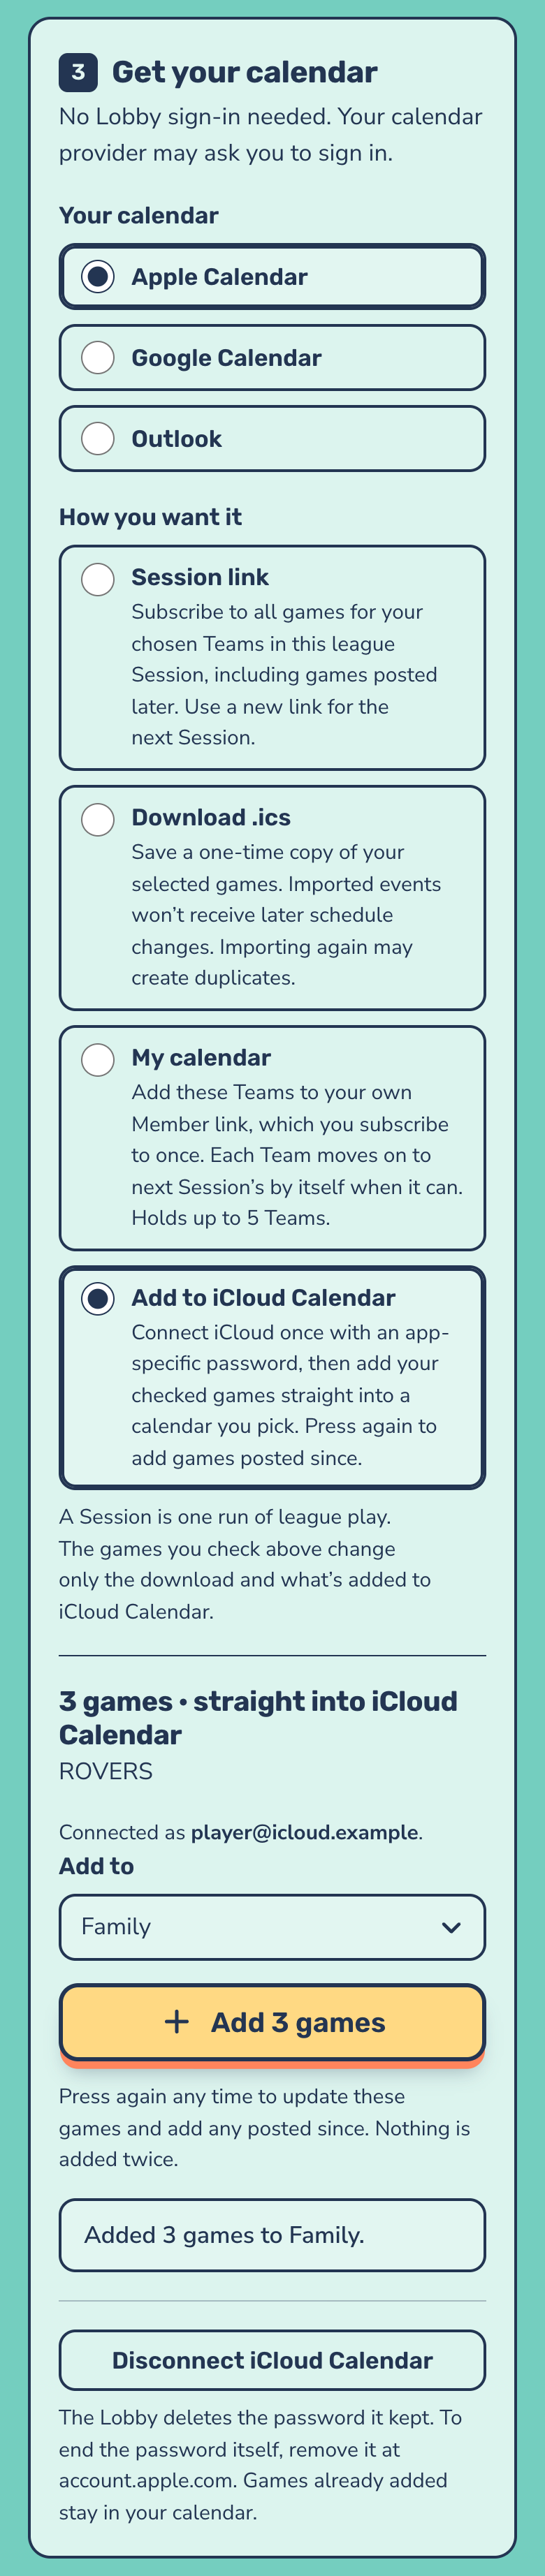 3 Get your calendar
No Lobby sign-in needed. Your calendar
provider may ask you to sign in.
Your calendar
Apple Calendar
Google Calendar
Outlook
How you want it
Session link
Subscribe to all games for your
chosen Teams in this league
Session, including games posted
later. Use a new link for the
next Session.
Download .ics
Save a one-time copy of your
selected games. Imported events
won’t receive later schedule
changes. Importing again may
create duplicates.
My calendar
Add these Teams to your own
Member link, which you subscribe
to once. Each Team moves on to
next Session’s by itself when it can.
Holds up to 5 Teams.
Add to iCloud Calendar
Connect iCloud once with an app-
specific password, then add your
checked games straight into a
calendar you pick. Press again to
add games posted since.
A Session is one run of league play.
The games you check above change
only the download and what’s added to
iCloud Calendar.
3 games • straight into iCloud
Calendar
ROVERS
Connected as player@icloud.example.
Add to
Family
+ Add 3 games
Press again any time to update these
games and add any posted since. Nothing is
added twice.
Added 3 games to Family.
Disconnect iCloud Calendar
The Lobby deletes the password it kept. To
end the password itself, remove it at
account.apple.com. Games already added
stay in your calendar.